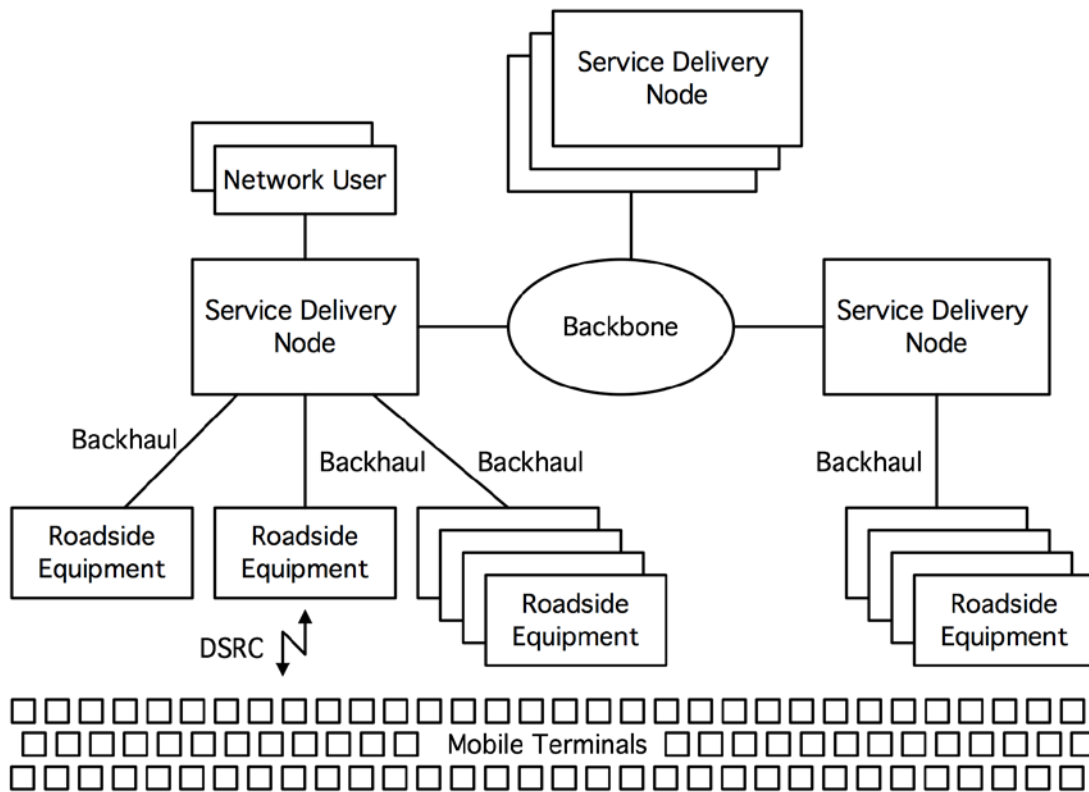 Service Delivery
Node
Network User
Service Delivery
Node
Backbone
Service Delivery
Node
Backhaul
Backhaul
Backhaul
Backhaul
Roadside
Equipment
Roadside
Equipment
Roadside
Equipment
Roadside
Equipment
DSRC
Mobile Terminals